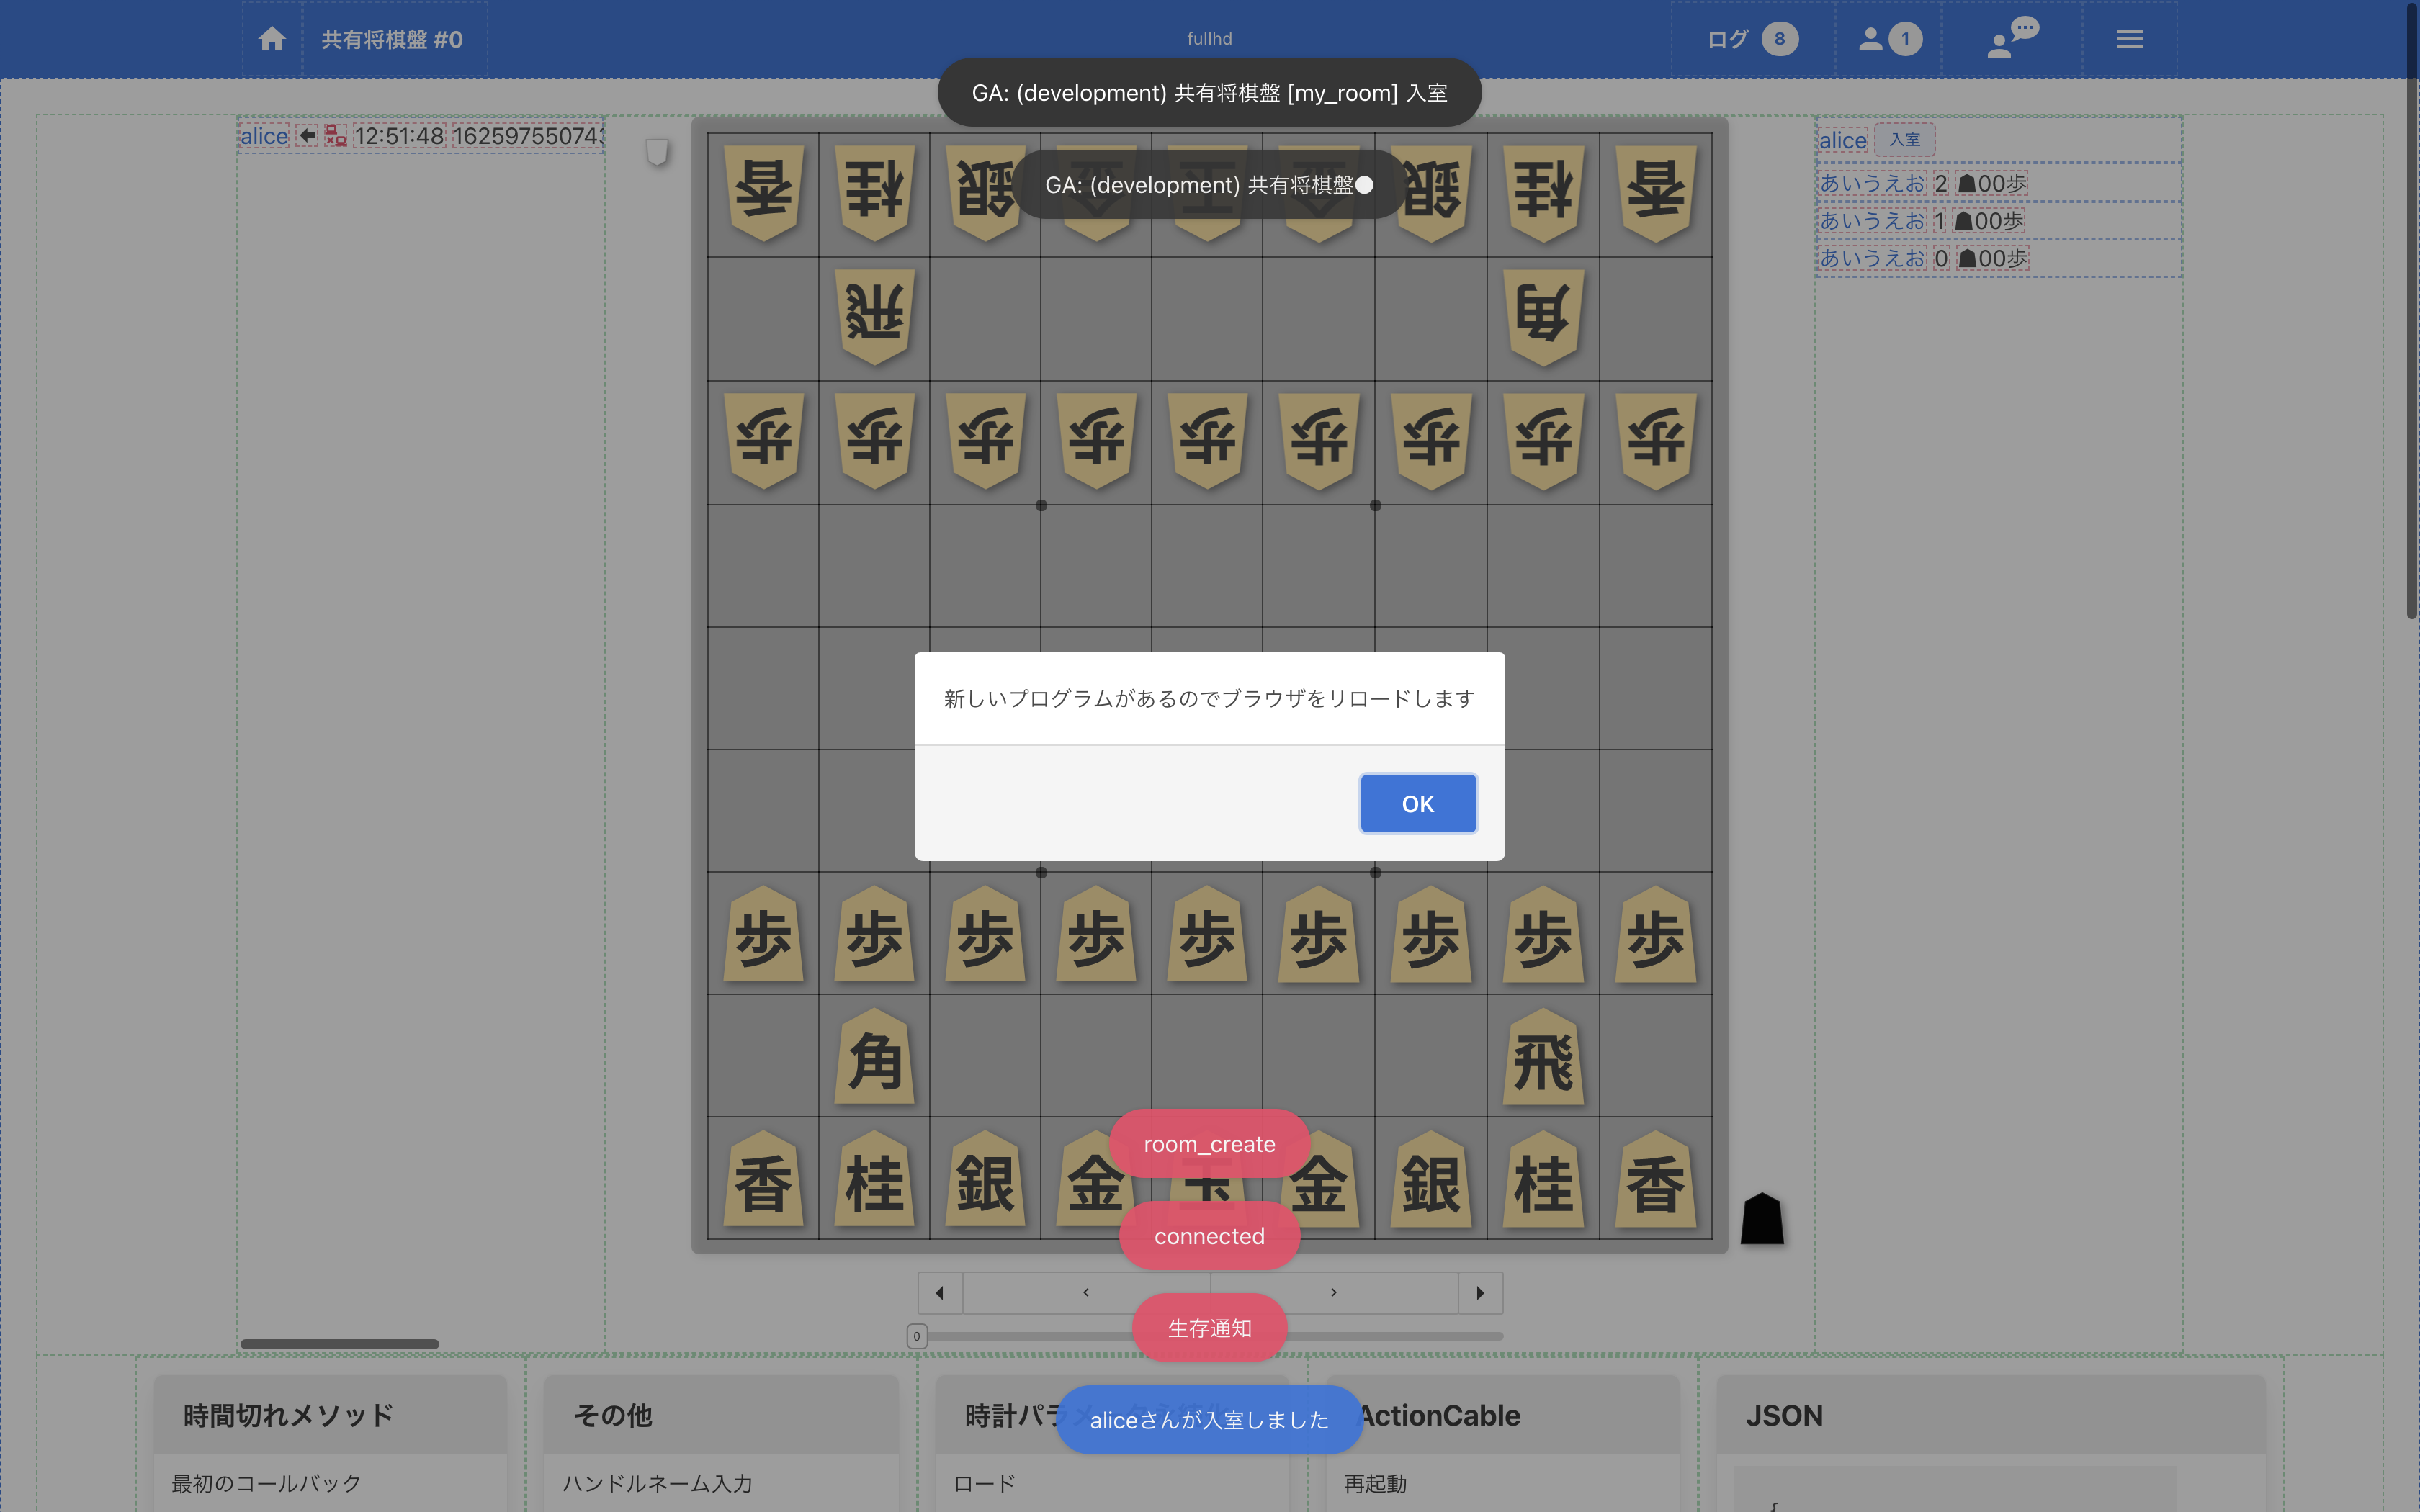 共有将棋盤 #0
fullhd
ログ 8
1
GA: (development) 共有将棋盤 [my_room] 入室
GA: (development) 共有将棋盤●
alice 12:51:48
alice 入室
あいうえお 2 ☗00歩
あいうえお 1 ☗00歩
あいうえお 0 ☗00歩
香 桂 銀 金 王 金 銀 桂 香
飛 角
歩 歩 歩 歩 歩 歩 歩 歩 歩
新しいプログラムがあるのでブラウザをリロードします
OK
歩 歩 歩 歩 歩 歩 歩 歩 歩
角 飛
香 桂 銀 金 玉 金 銀 桂 香
room_create
connected
生存通知
0
aliceさんが入室しました
時間切れメソッド
その他
時計パラ
ActionCable
JSON
最初のコールバック
ハンドルネーム入力
ロード
再起動
{